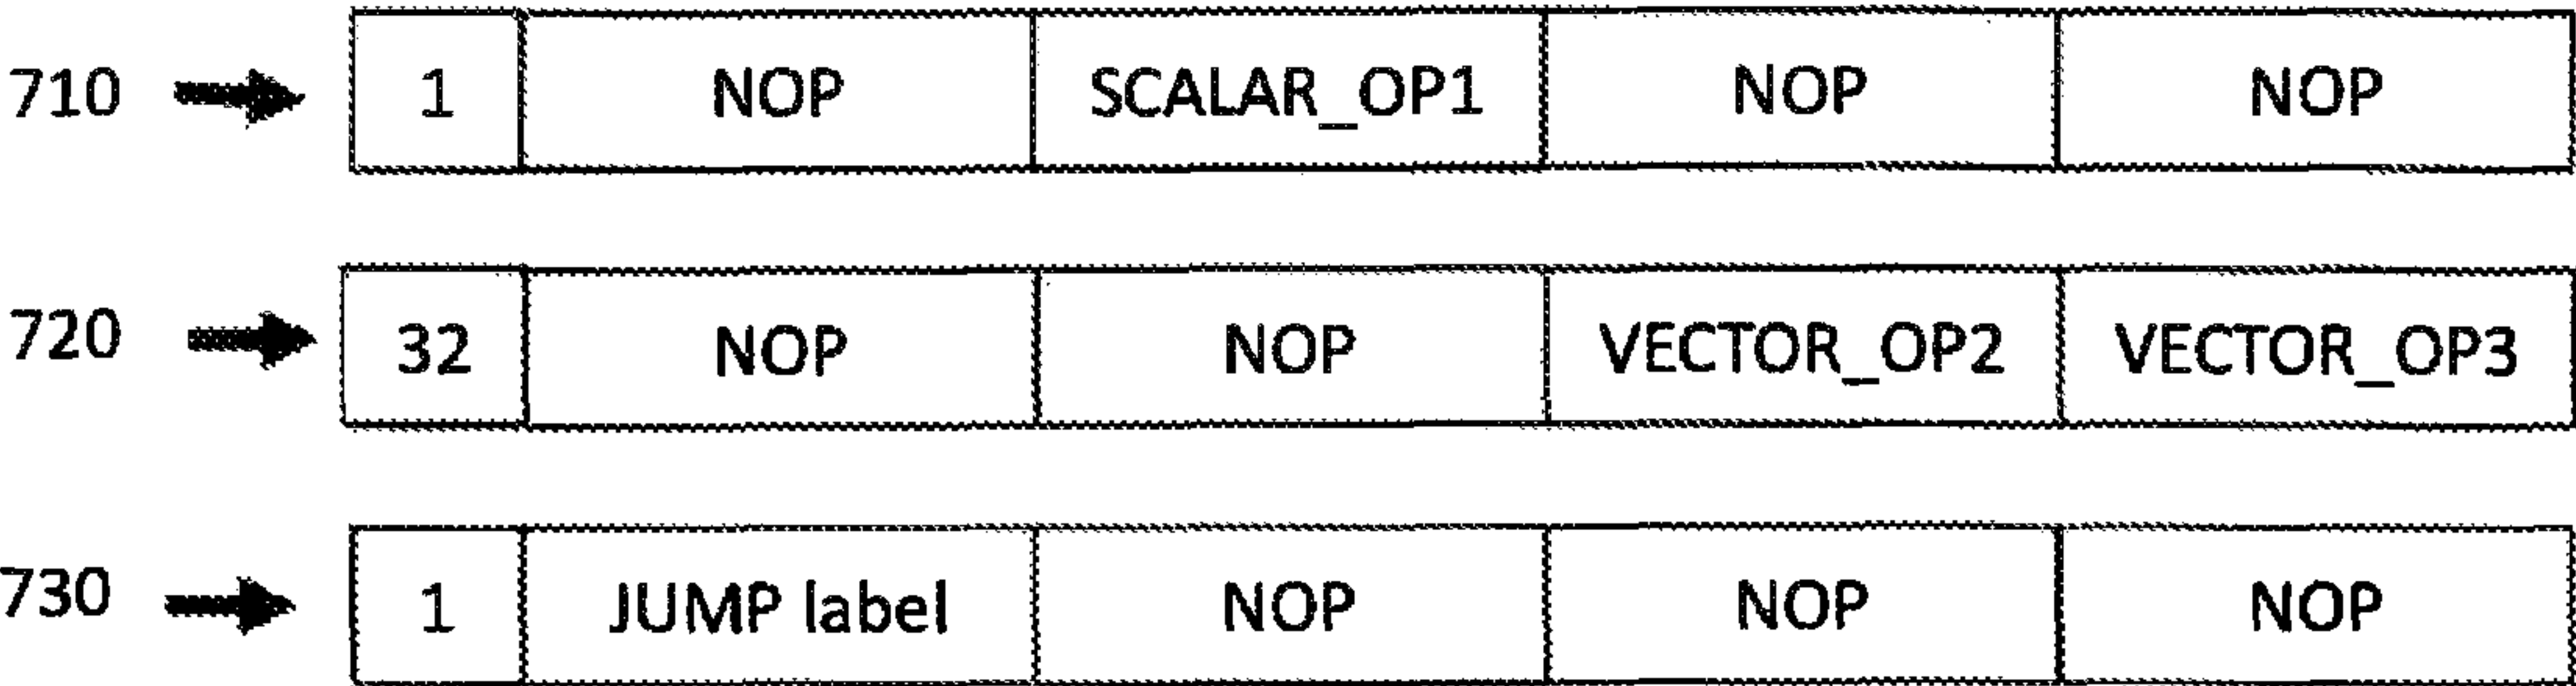 710 1 NOP SCALAR_OP1 NOP NOP
720 32 NOP NOP VECTOR_OP2 VECTOR_OP3
730 1 JUMP label NOP NOP NOP